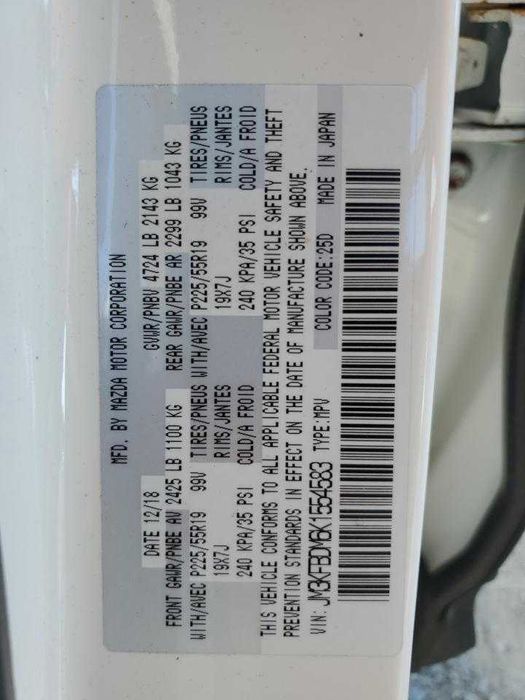 MFD. BY MAZDA MOTOR CORPORATION
DATE 12/18 GVWR/PNBV 4724 LB 2143 KG
FRONT GAWR/PNBE AV 2425 LB 1100 KG REAR GAWR/PNBE AR 2299 LB 1043 KG
WITH/AVEC P225/55R19 99V TIRES/PNEUS WITH/AVEC P225/55R19 99V TIRES/PNEUS
19X7J RIMS/JANTES 19X7J RIMS/JANTES
240 KPA/35 PSI COLD/A FROID 240 KPA/35 PSI COLD/A FROID
THIS VEHICLE CONFORMS TO ALL APPLICABLE FEDERAL MOTOR VEHICLE SAFETY AND THEFT
PREVENTION STANDARDS IN EFFECT ON THE DATE OF MANUFACTURE SHOWN ABOVE.
VIN: JM3KFBDM6K1554583 TYPE:MPV COLOR CODE:25D MADE IN JAPAN